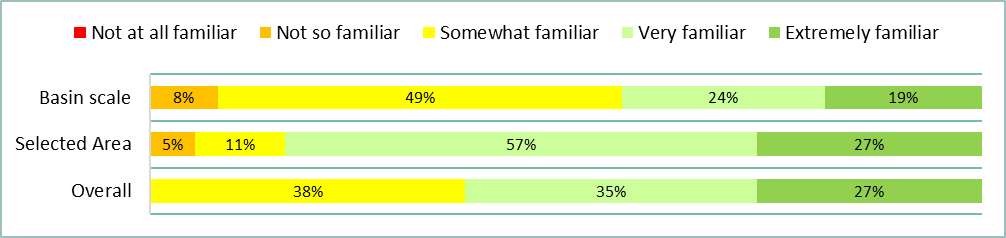 Not at all familiar Not so familiar Somewhat familiar Very familiar Extremely familiar
Basin scale 8% 49% 24% 19%
Selected Area 5% 11% 57% 27%
Overall 38% 35% 27%